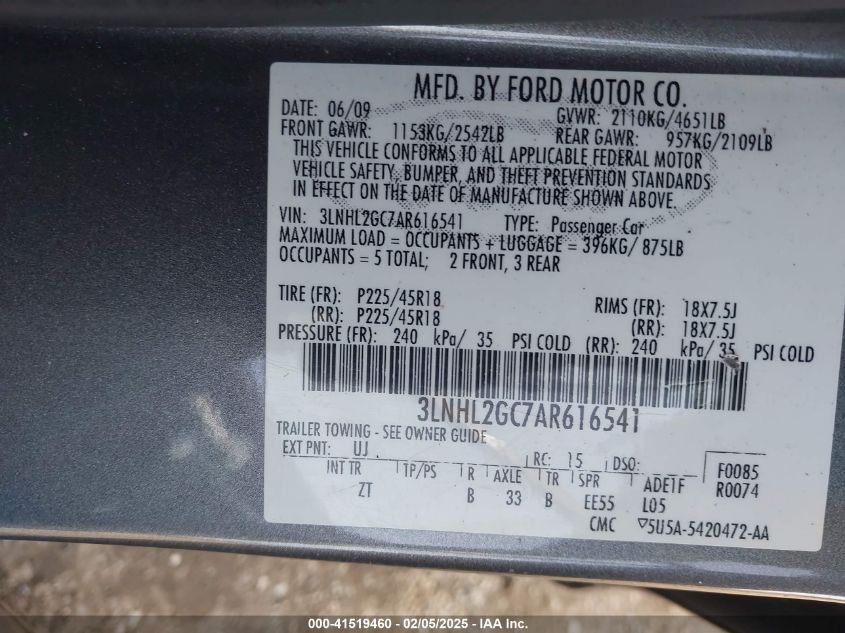 MFD. BY FORD MOTOR CO.
DATE: 06/09 GVWR: 2110KG/4651LB
FRONT GAWR: 1153KG/2542LB REAR GAWR: 957KG/2109LB
THIS VEHICLE CONFORMS TO ALL APPLICABLE FEDERAL MOTOR
VEHICLE SAFETY, BUMPER, AND THEFT PREVENTION STANDARDS
IN EFFECT ON THE DATE OF MANUFACTURE SHOWN ABOVE.
VIN: 3LNHL2GC7AR616541 TYPE: Passenger Car
MAXIMUM LOAD = OCCUPANTS + LUGGAGE = 396KG/ 875LB
OCCUPANTS = 5 TOTAL; 2 FRONT, 3 REAR
TIRE (FR): P225/45R18 RIMS (FR): 18X7.5J
(RR): P225/45R18 (RR): 18X7.5J
PRESSURE (FR): 240 kPa/ 35 PSI COLD (RR): 240 kPa/ 35 PSI COLD
3LNHL2GC7AR616541
TRAILER TOWING - SEE OWNER GUIDE
EXT PNT: UJ RC: 15 DSO: F0085
INT TR TP/PS R AXLE TR SPR ADE1F R0074
ZT B 33 B EE55 L05
CMC ▽5U5A-5420472-AA
000-41519460 - 02/05/2025 - IAA Inc.